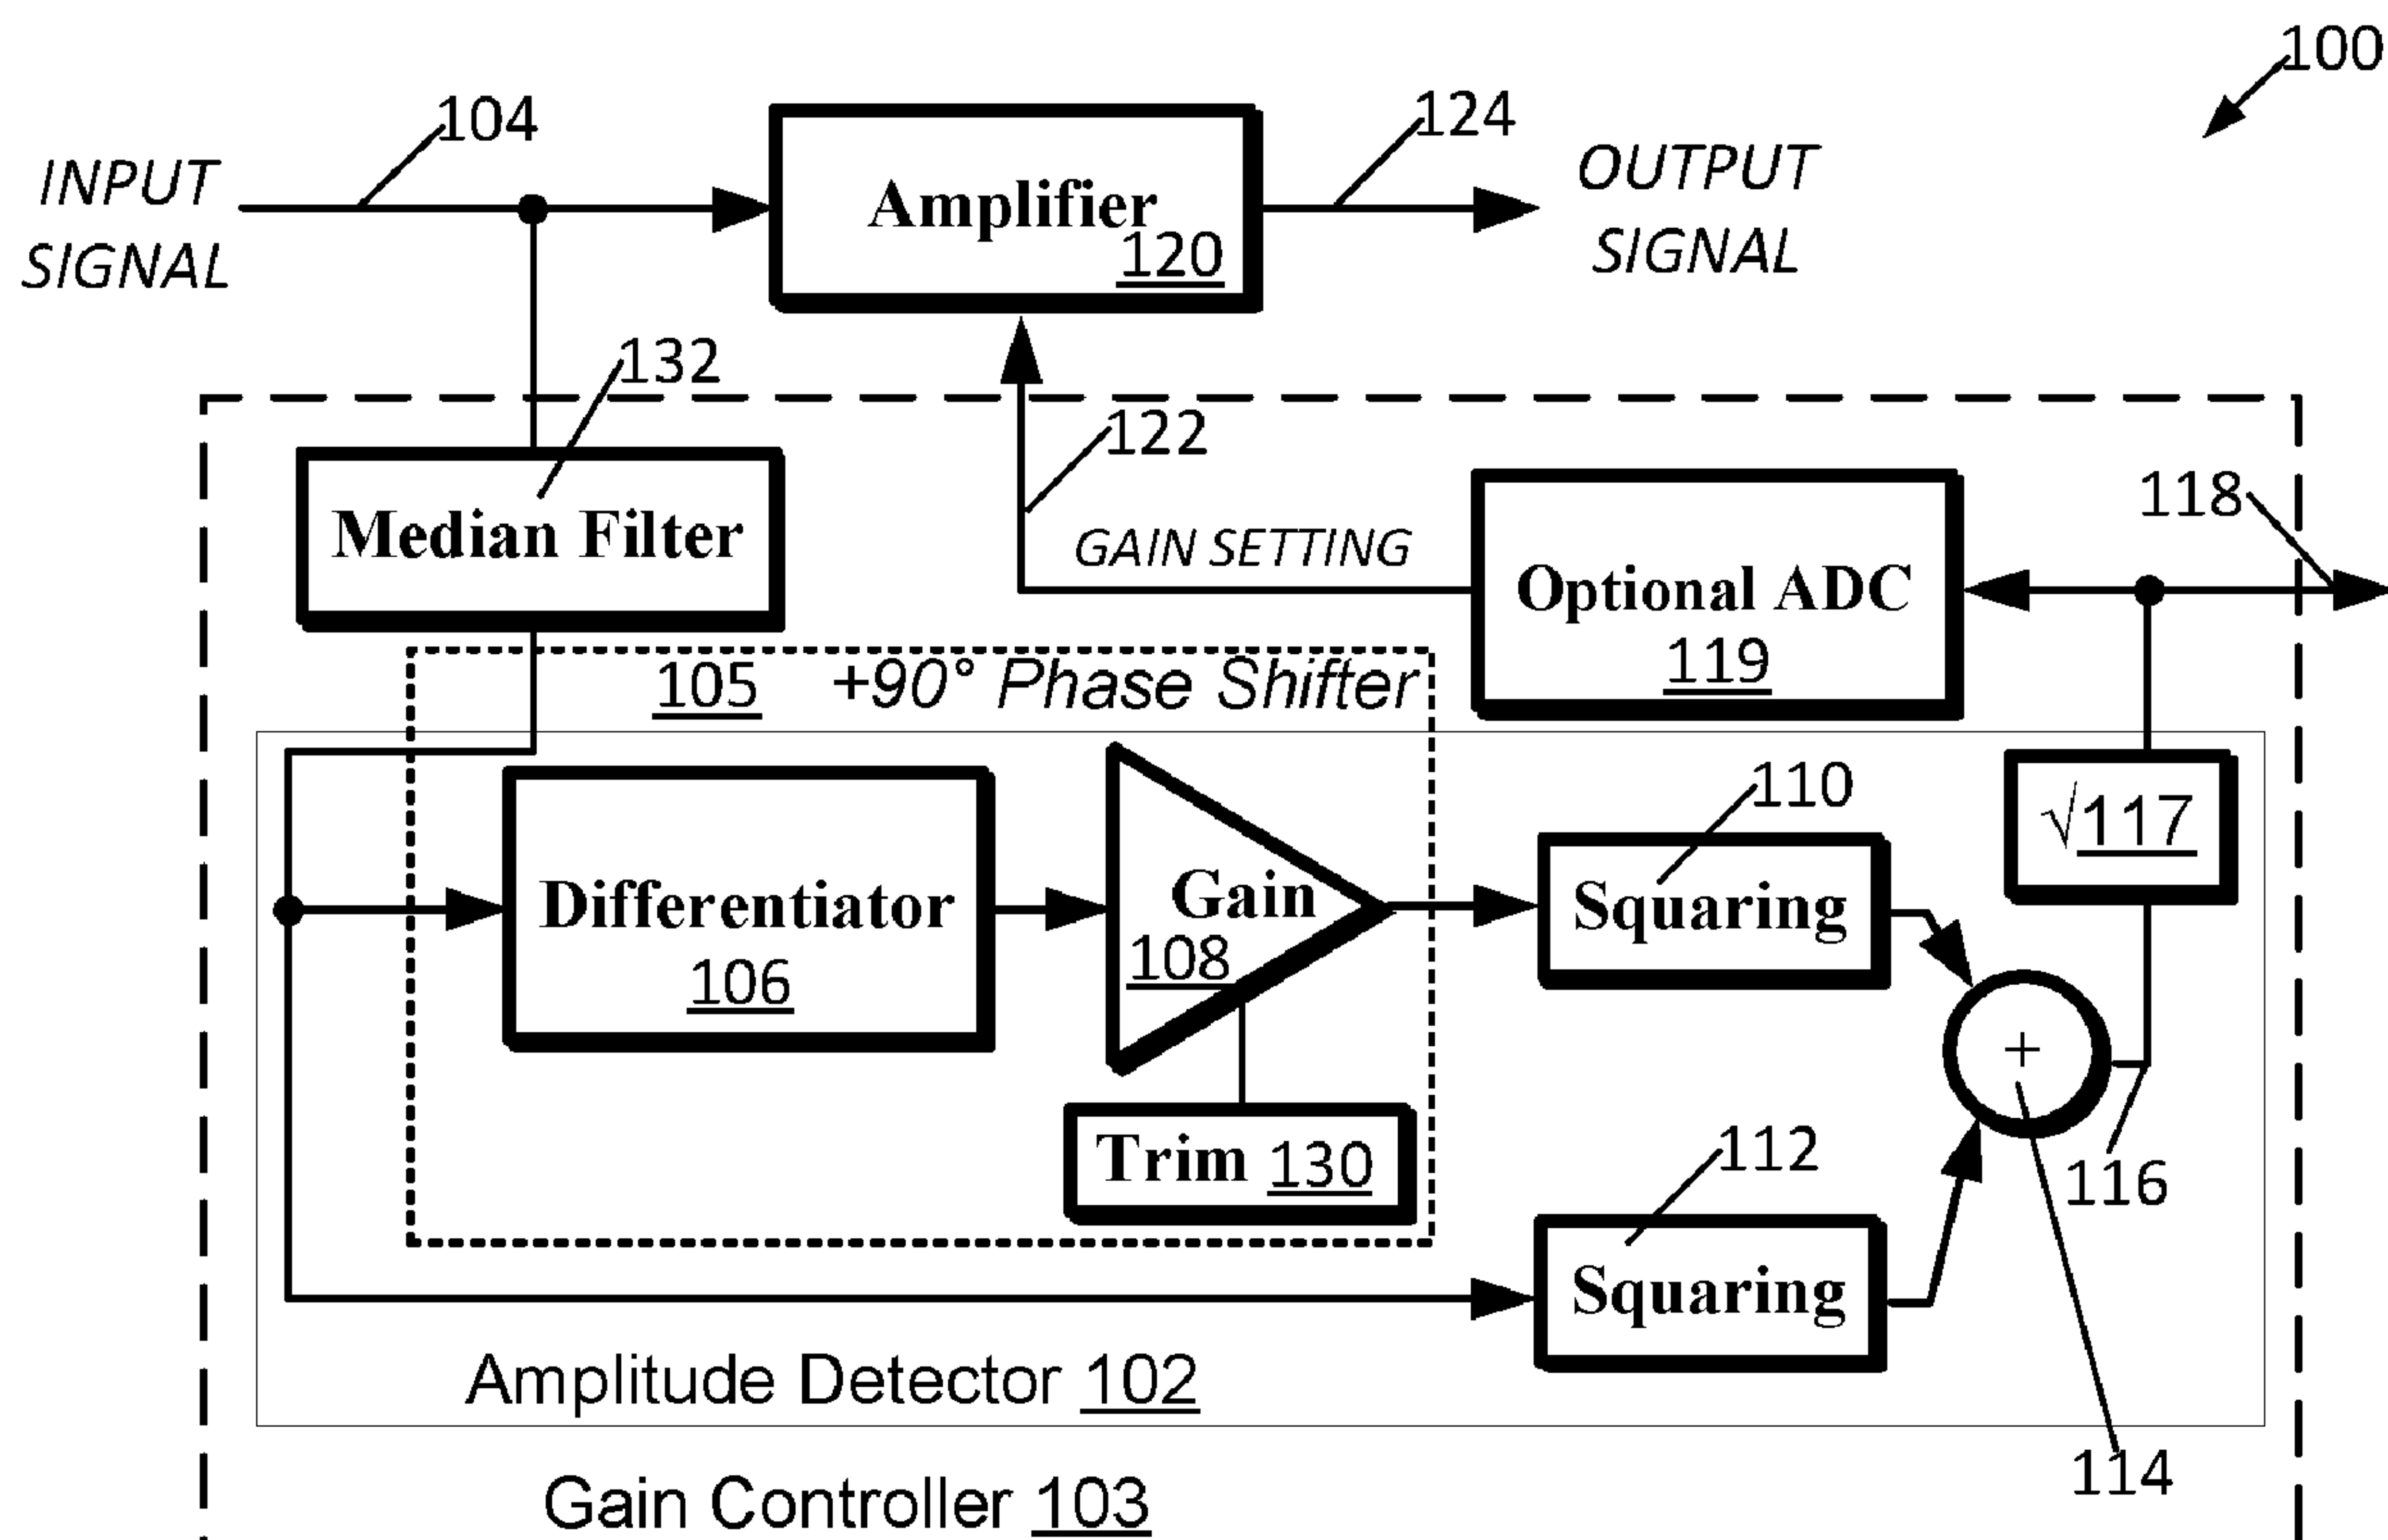 100
104
124
INPUT
SIGNAL
Amplifier
120
OUTPUT
SIGNAL
132
122
118
Median Filter
GAIN SETTING
Optional ADC
119
105 +90° Phase Shifter
Differentiator
106
Gain
108
110
Squaring
√117
+
Trim 130
112
Squaring
116
Amplitude Detector 102
114
Gain Controller 103